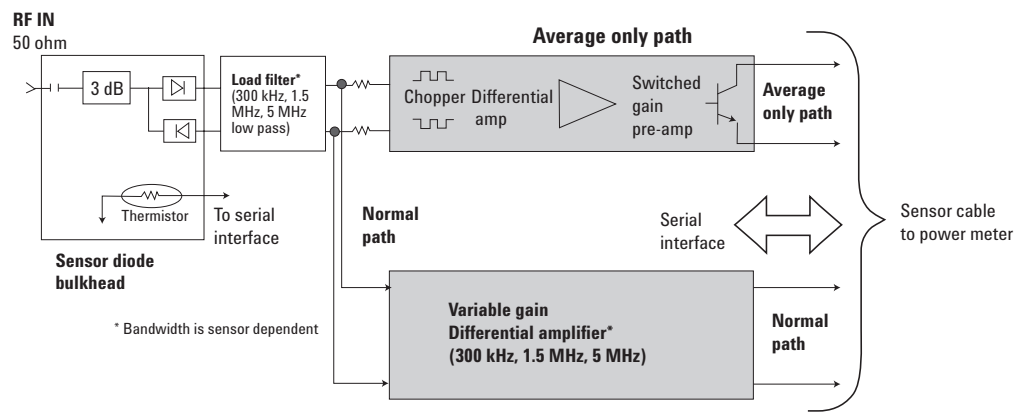 RF IN
50 ohm
3 dB
Load filter*
(300 kHz, 1.5
MHz, 5 MHz
low pass)
Average only path
Chopper
Differential
amp
Switched
gain
pre-amp
Average
only path
Thermistor
To serial
interface
Sensor diode
bulkhead
Normal
path
Serial
interface
Sensor cable
to power meter
* Bandwidth is sensor dependent
Variable gain
Differential amplifier*
(300 kHz, 1.5 MHz, 5 MHz)
Normal
path